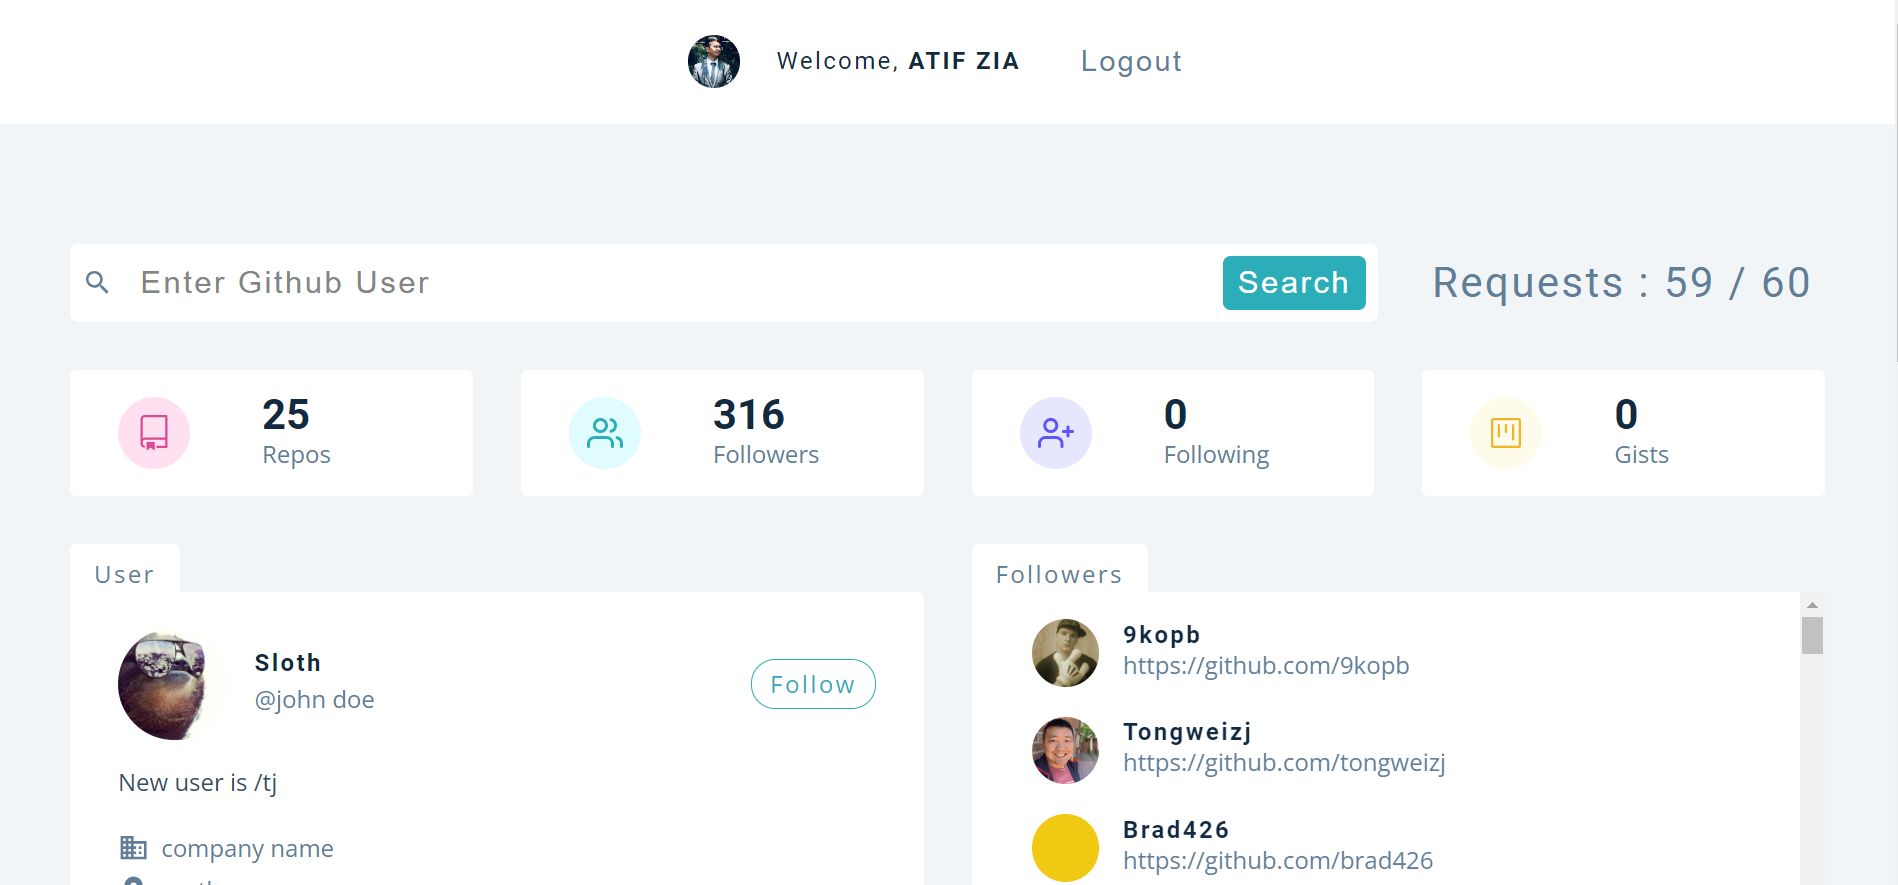 Welcome, ATIF ZIA
Logout
Enter Github User
Search
Requests : 59 / 60
25
Repos
316
Followers
0
Following
0
Gists
User
Sloth
@john doe
Follow
New user is /tj
company name
Followers
9kopb
https://github.com/9kopb
Tongweizj
https://github.com/tongweizj
Brad426
https://github.com/brad426